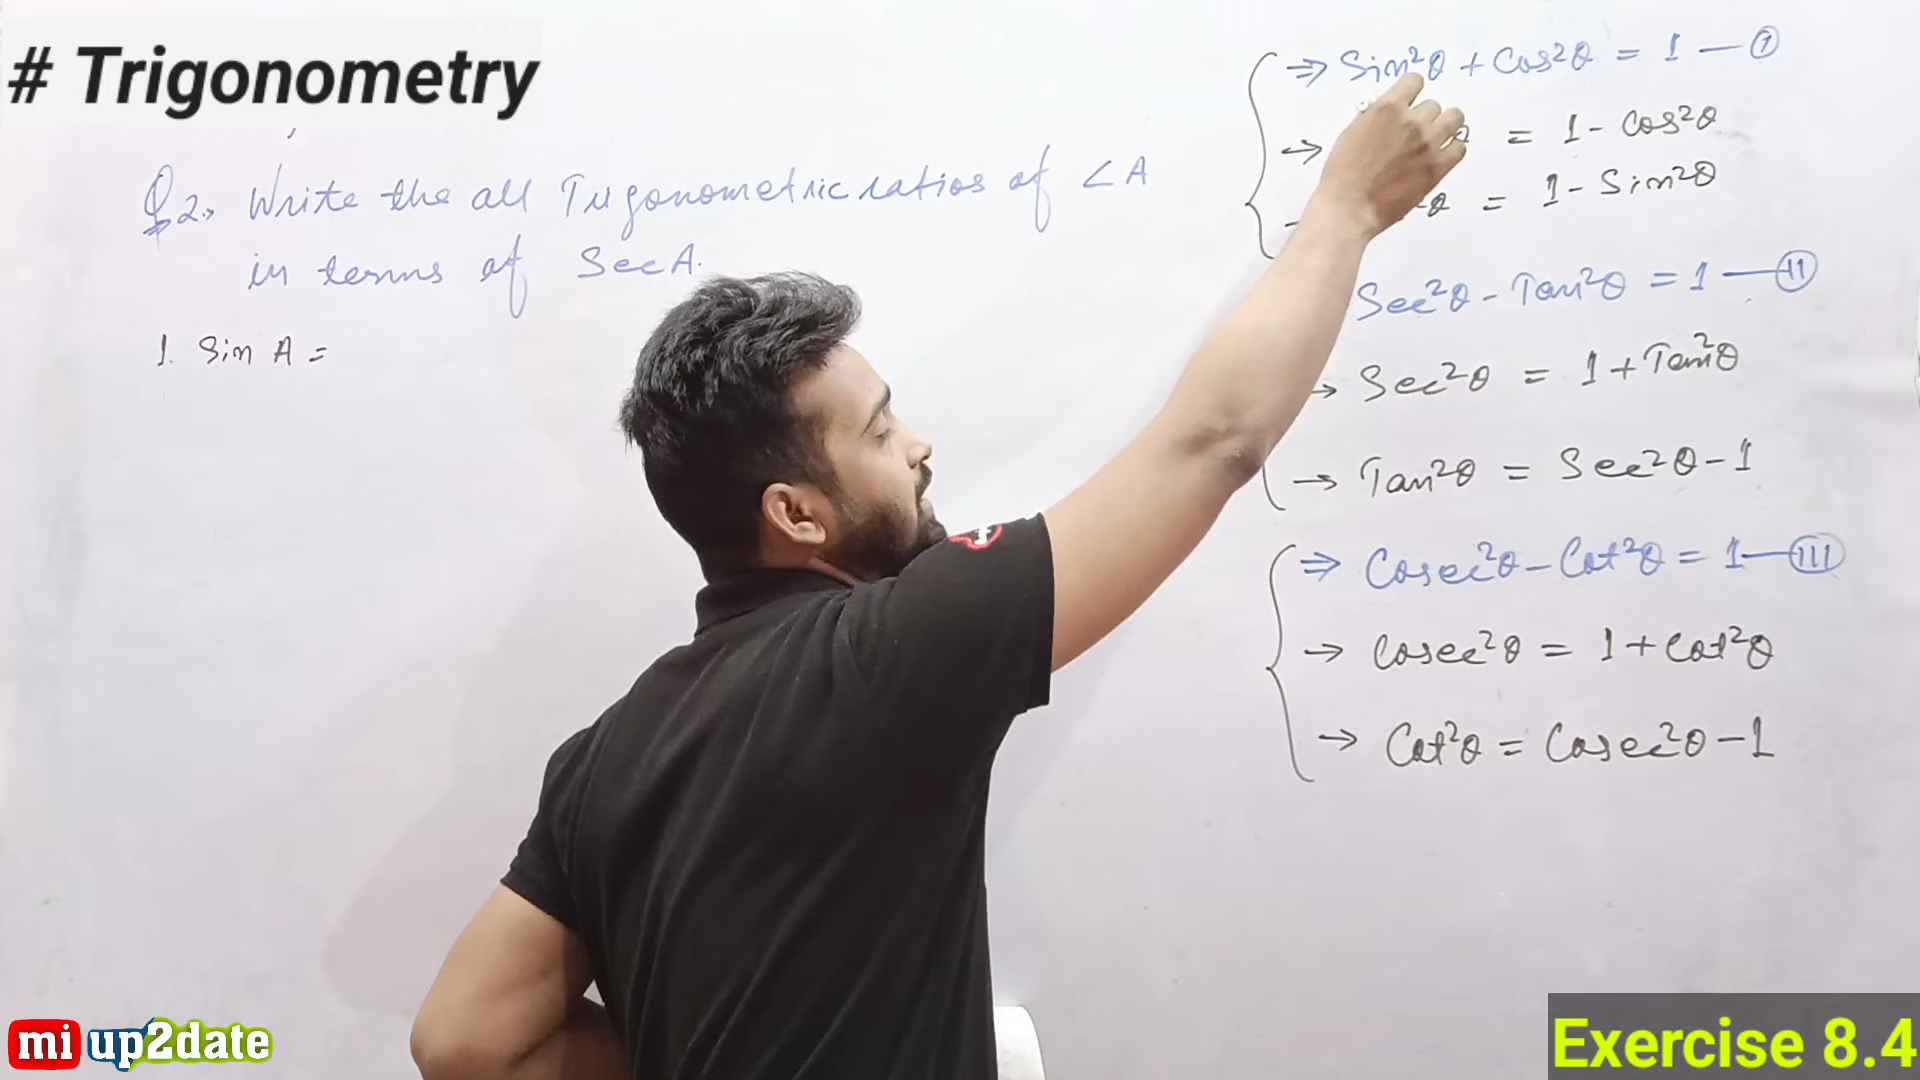 # Trigonometry
Q2. Write the all Trigonometric ratios of ∠A
in terms of Sec A.
1. Sin A =
⇒ Sin²θ + Cos²θ = 1 — I
→ θ = 1 - Cos²θ
²θ = 1 - Sin²θ
Sec²θ - Tan²θ = 1 — II
→ Sec²θ = 1 + Tan²θ
→ Tan²θ = Sec²θ - 1
⇒ Cosec²θ - Cot²θ = 1 — III
→ Cosec²θ = 1 + Cot²θ
→ Cot²θ = Cosec²θ - 1
mi up2date
Exercise 8.4